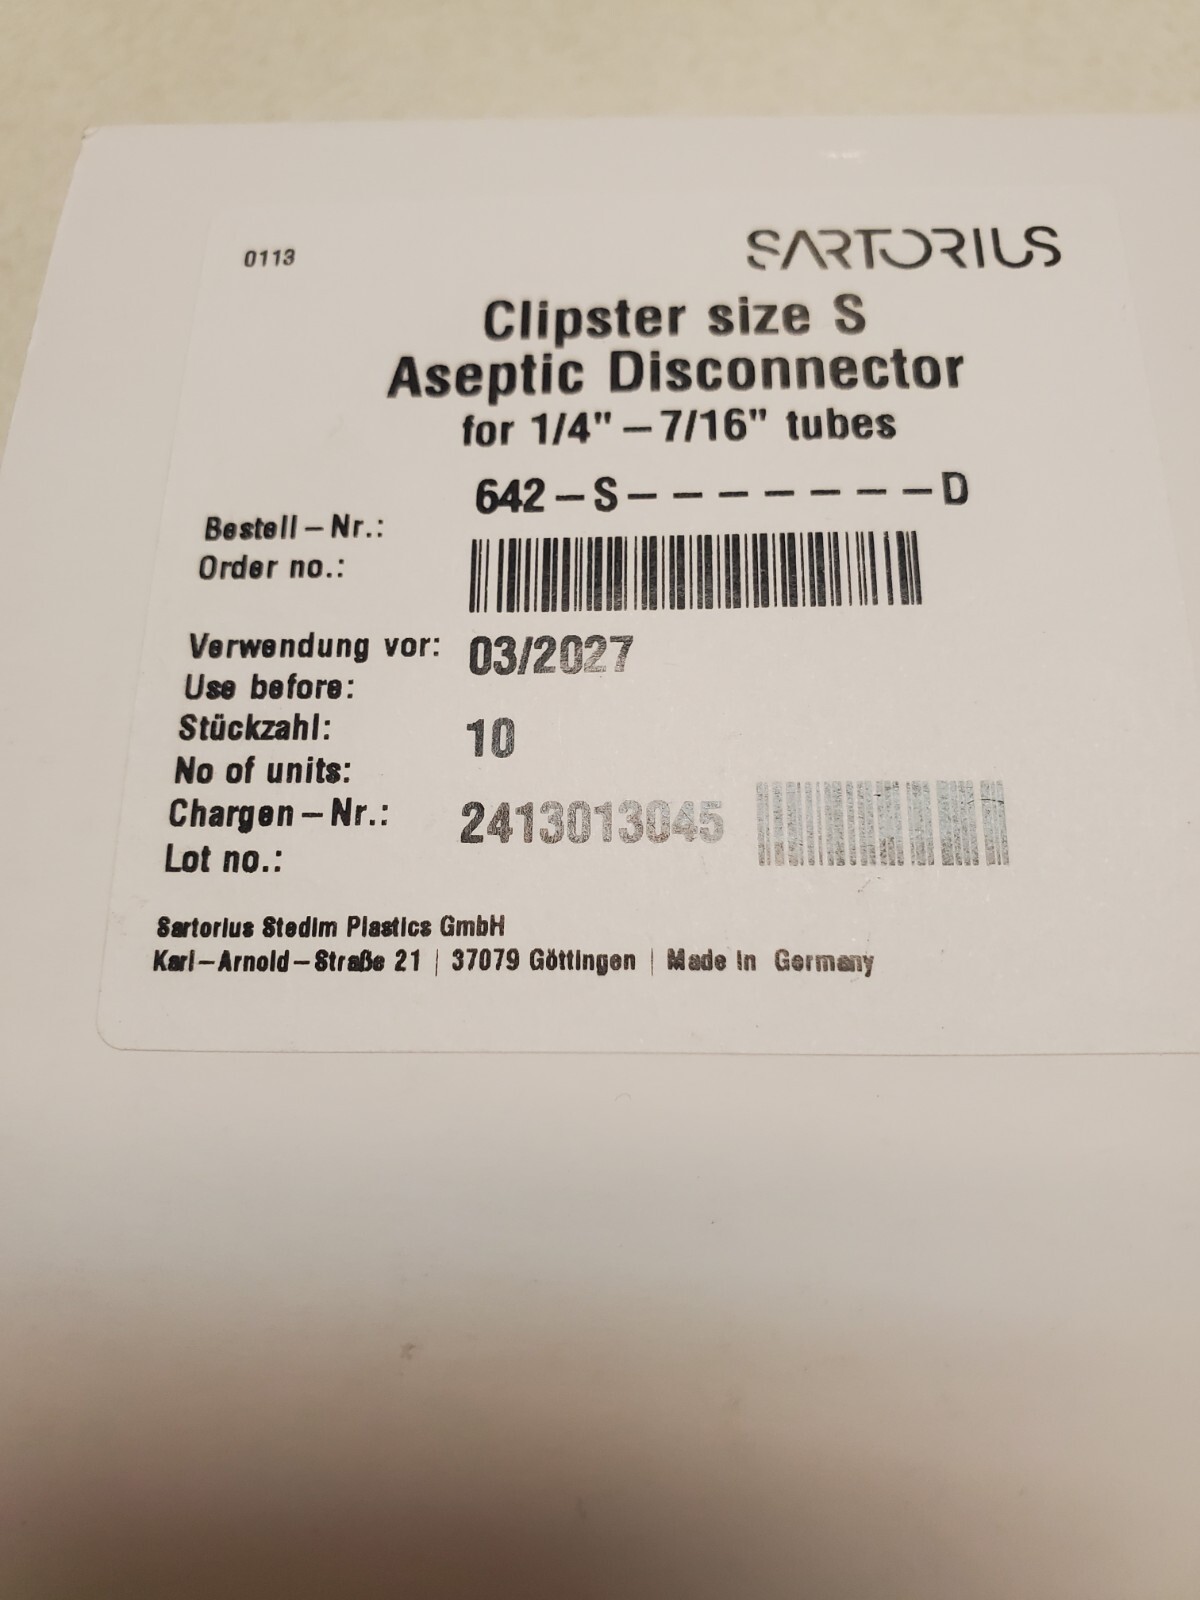 0113
SARTORIUS
Clipster size S
Aseptic Disconnector
for 1/4" – 7/16" tubes
642–S– – – – – – – –D
Bestell–Nr.:
Order no.:
Verwendung vor: 03/2027
Use before:
Stückzahl: 10
No of units:
Chargen–Nr.: 2413013045
Lot no.:
Sartorius Stedim Plastics GmbH
Karl–Arnold–Straße 21 | 37079 Göttingen | Made in Germany